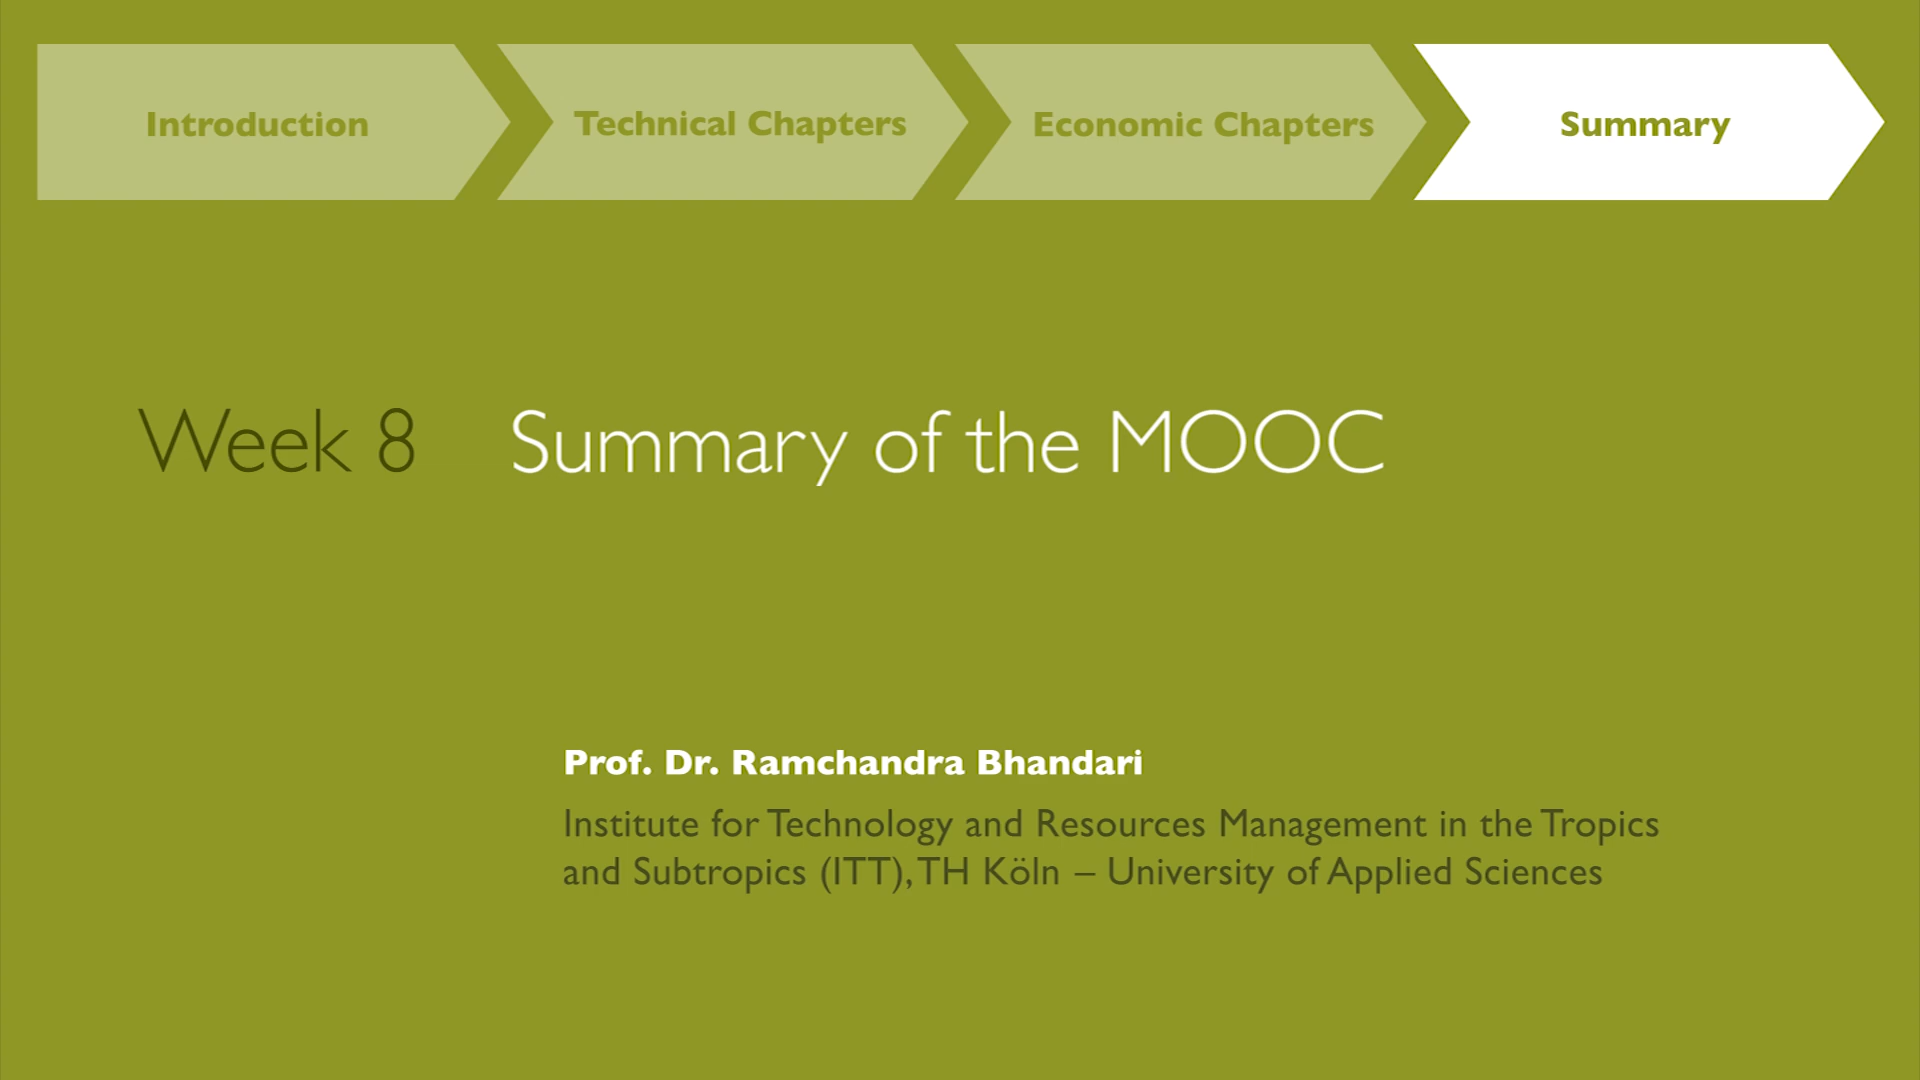 Introduction
Technical Chapters
Economic Chapters
Summary
Week 8 Summary of the MOOC
Prof. Dr. Ramchandra Bhandari
Institute for Technology and Resources Management in the Tropics
and Subtropics (ITT), TH Köln – University of Applied Sciences